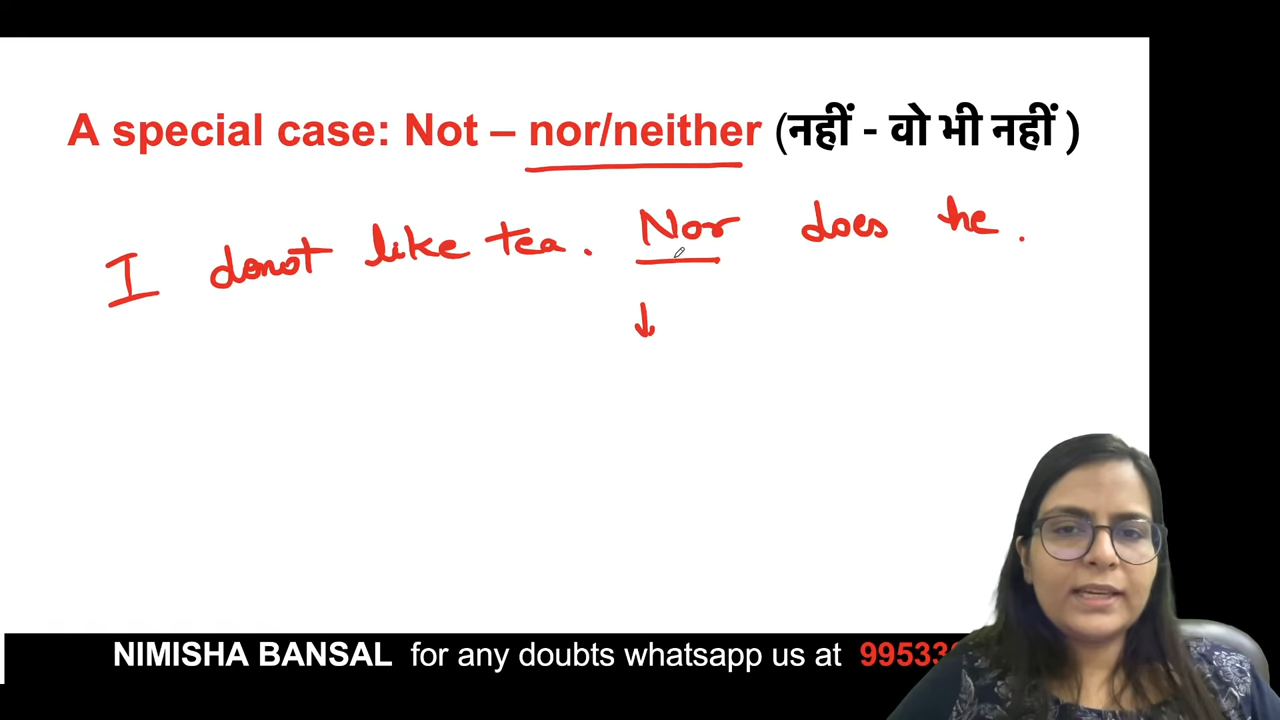 A special case: Not – nor/neither (नहीं - वो भी नहीं )
I donot like tea. Nor does he.
NIMISHA BANSAL for any doubts whatsapp us at 99533